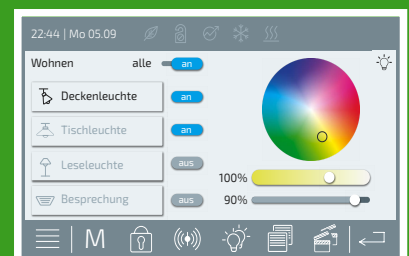 22:44 | Mo 05.09
Wohnen alle an
Deckenleuchte an
Tischleuchte an
Leseleuchte aus
100%
Besprechung aus 90%
M